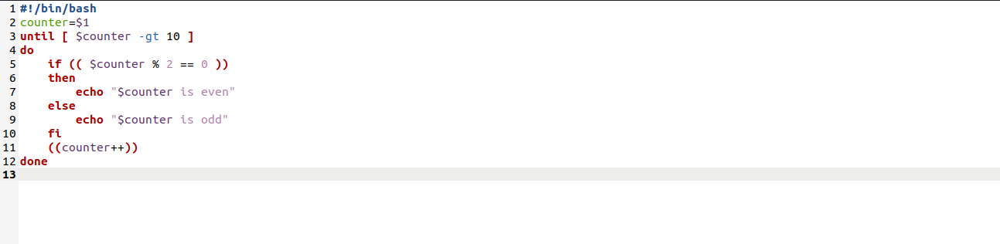 1 #!/bin/bash
2 counter=$1
3 until [ $counter -gt 10 ]
4 do
5     if (( $counter % 2 == 0 ))
6     then
7         echo "$counter is even"
8     else
9         echo "$counter is odd"
10     fi
11     ((counter++))
12 done
13